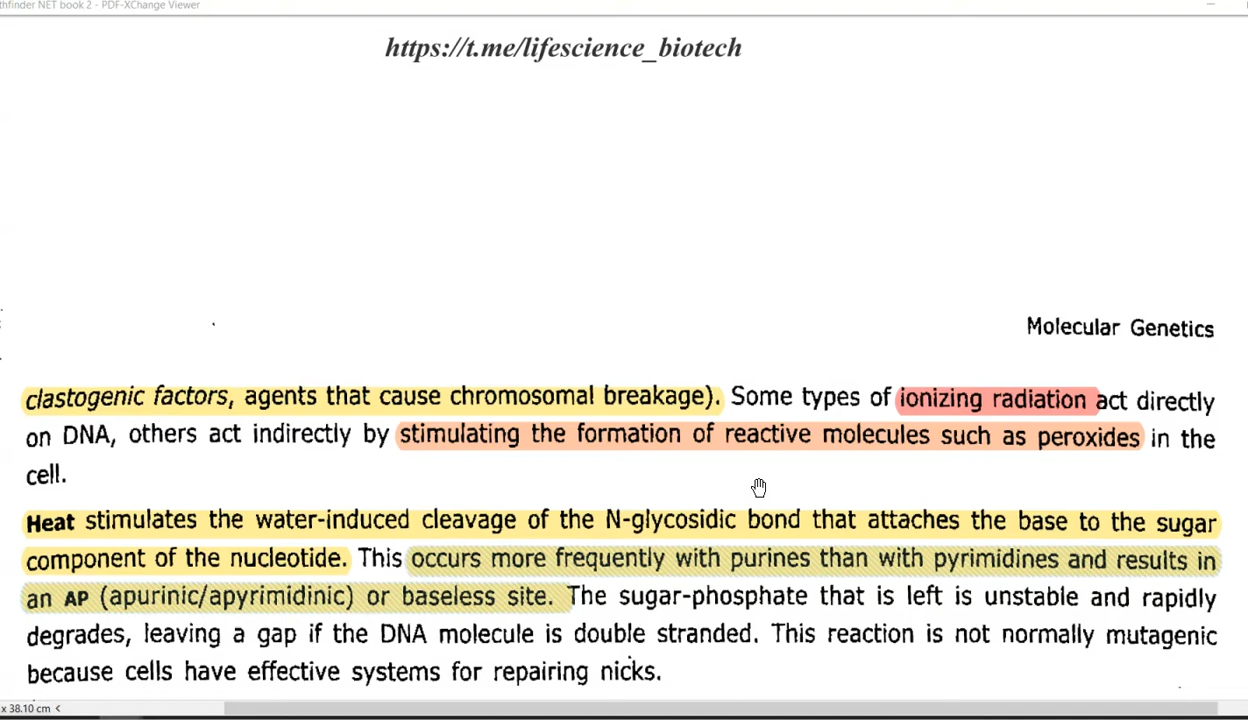 thfinder NET book 2 - PDF-XChange Viewer
https://t.me/lifescience_biotech
Molecular Genetics
clastogenic factors, agents that cause chromosomal breakage). Some types of ionizing radiation act directly
on DNA, others act indirectly by stimulating the formation of reactive molecules such as peroxides in the
cell.
Heat stimulates the water-induced cleavage of the N-glycosidic bond that attaches the base to the sugar
component of the nucleotide. This occurs more frequently with purines than with pyrimidines and results in
an AP (apurinic/apyrimidinic) or baseless site. The sugar-phosphate that is left is unstable and rapidly
degrades, leaving a gap if the DNA molecule is double stranded. This reaction is not normally mutagenic
because cells have effective systems for repairing nicks.
x 38.10 cm <